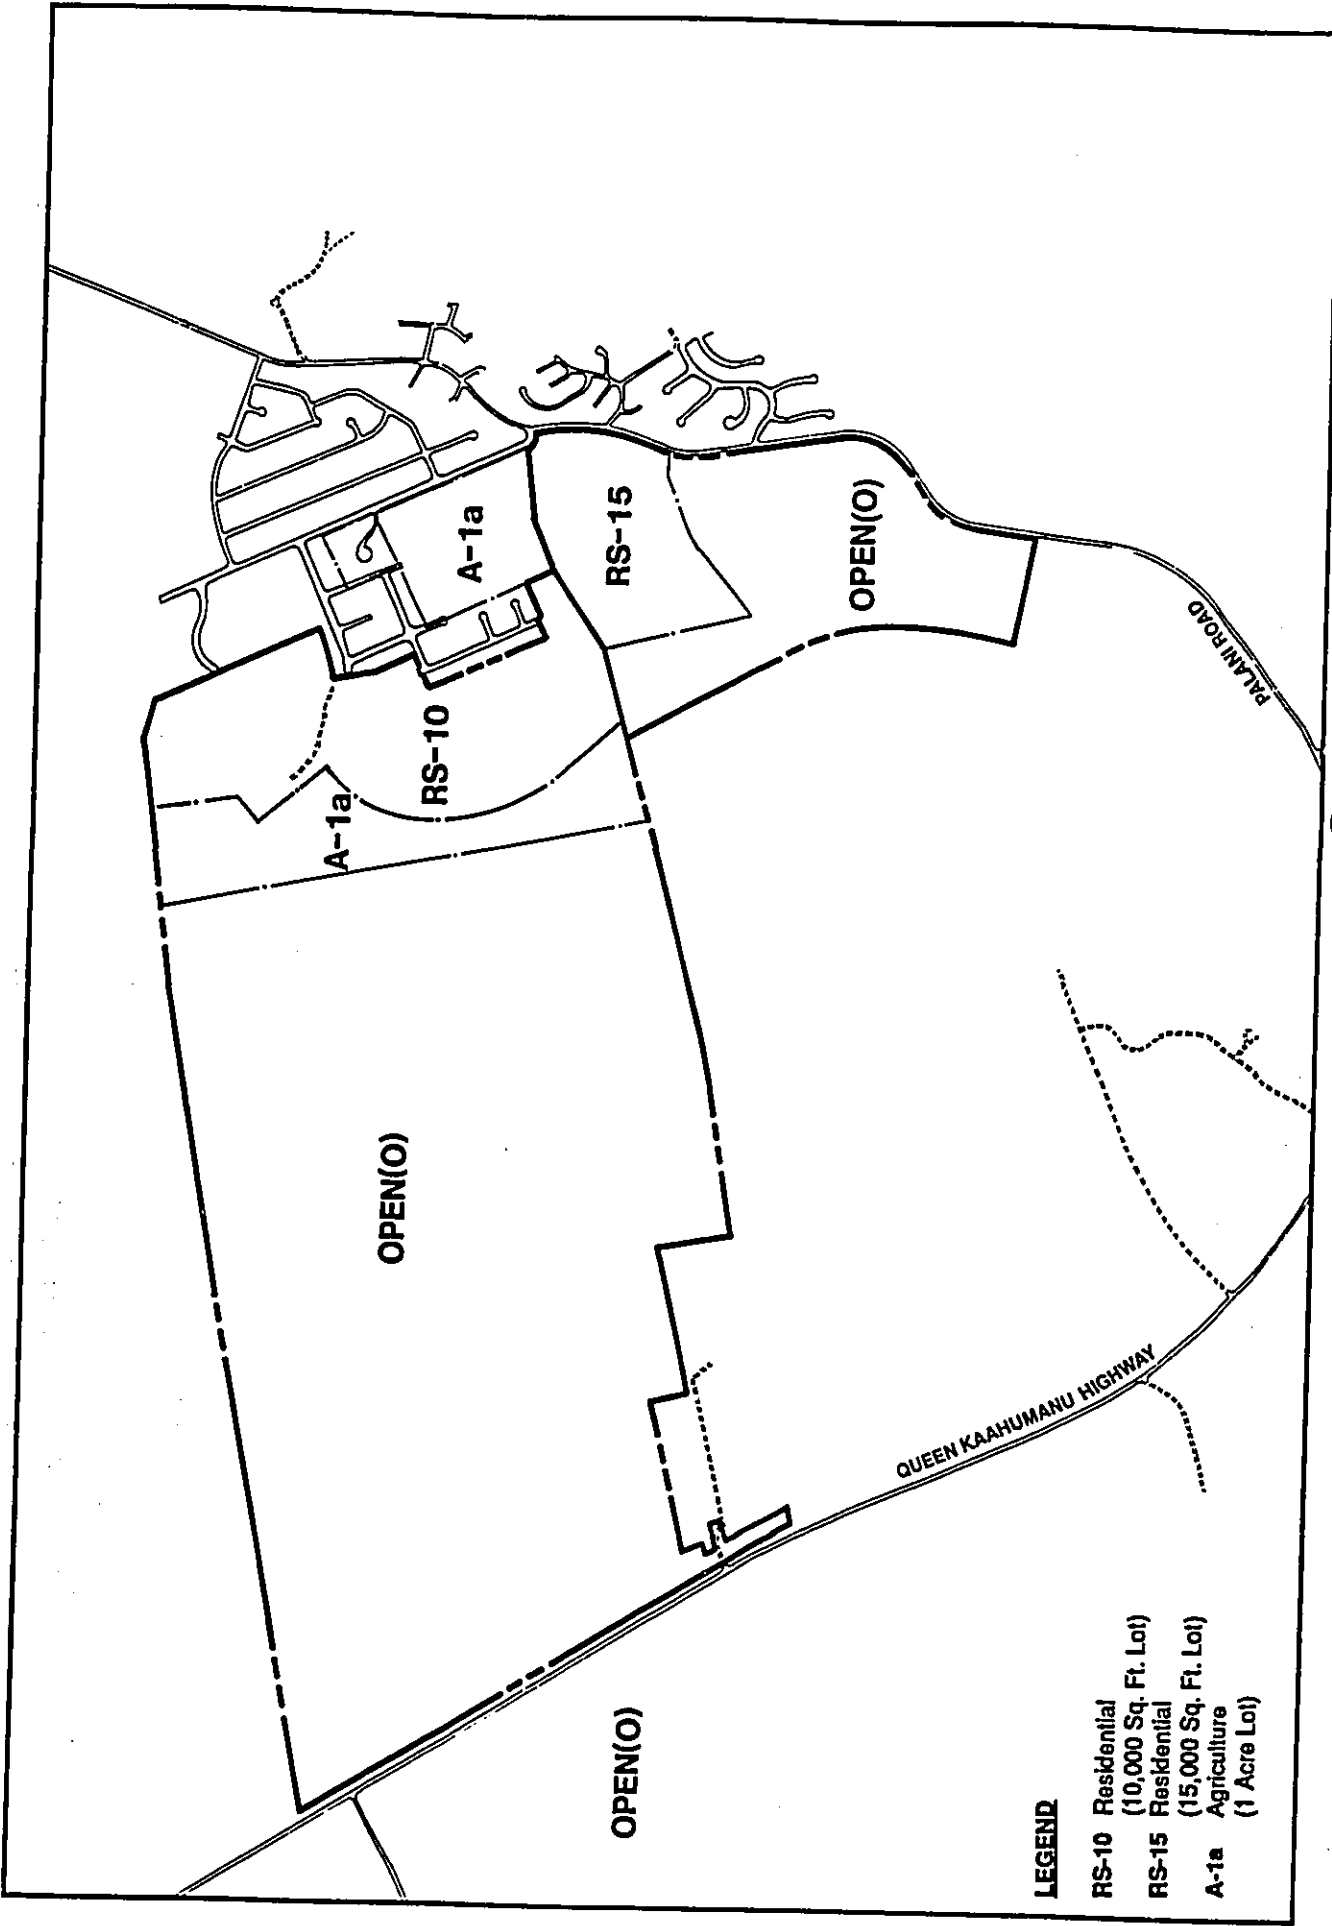 A-1a
RS-15
OPEN(O)
RS-10
A-1a
PALANI ROAD
OPEN(O)
QUEEN KAAHUMANU HIGHWAY
OPEN(O)
LEGEND
RS-10 Residential
(10,000 Sq. Ft. Lot)
RS-15 Residential
(15,000 Sq. Ft. Lot)
A-1a Agriculture
(1 Acre Lot)